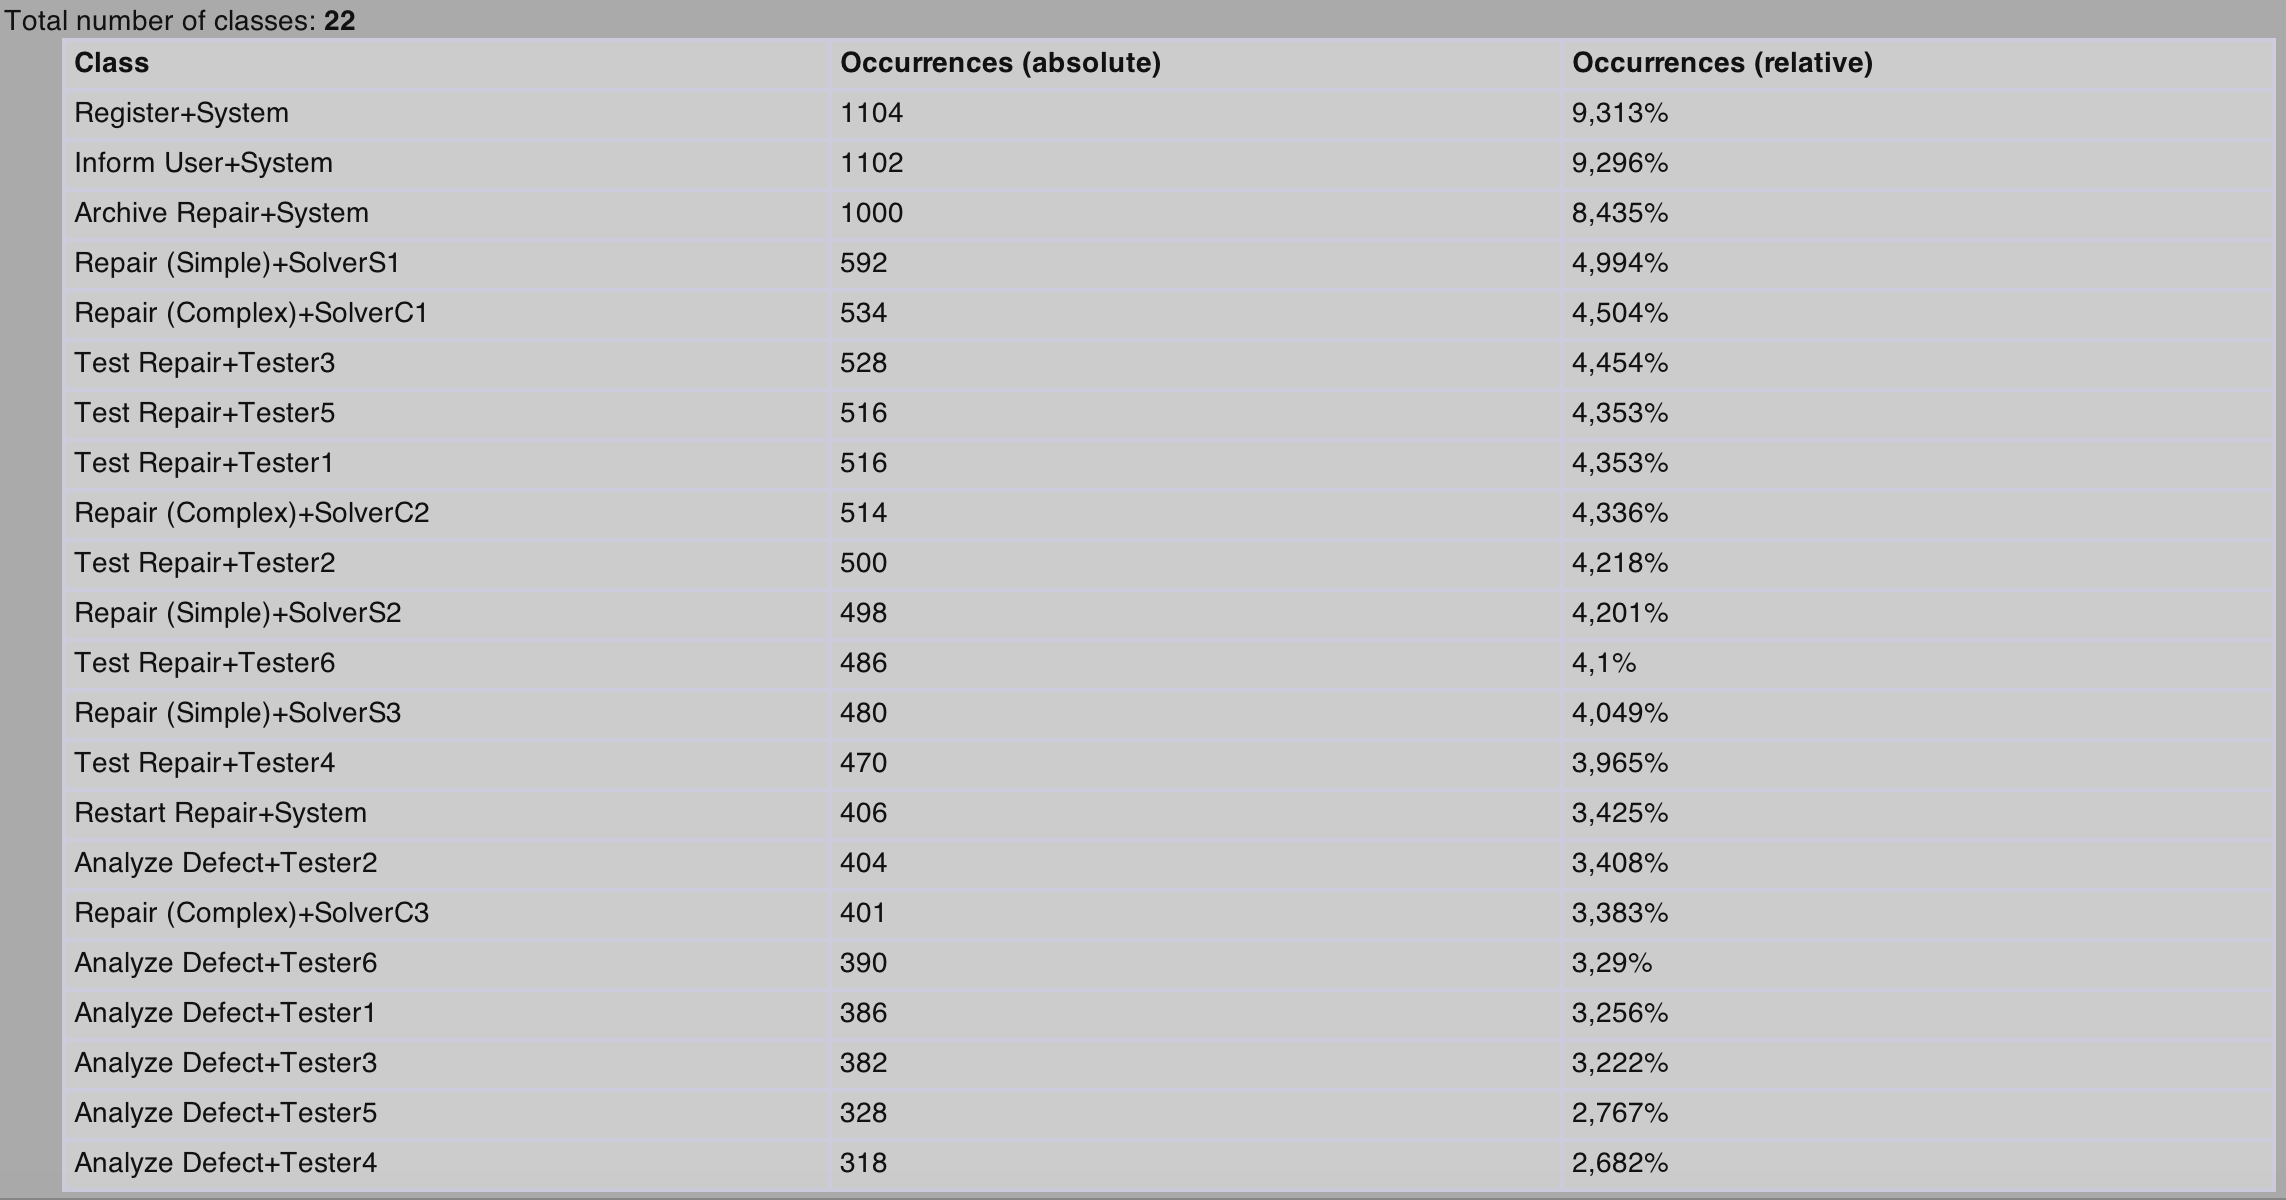 Total number of classes: 22
Class Occurrences (absolute) Occurrences (relative)
Register+System 1104 9,313%
Inform User+System 1102 9,296%
Archive Repair+System 1000 8,435%
Repair (Simple)+SolverS1 592 4,994%
Repair (Complex)+SolverC1 534 4,504%
Test Repair+Tester3 528 4,454%
Test Repair+Tester5 516 4,353%
Test Repair+Tester1 516 4,353%
Repair (Complex)+SolverC2 514 4,336%
Test Repair+Tester2 500 4,218%
Repair (Simple)+SolverS2 498 4,201%
Test Repair+Tester6 486 4,1%
Repair (Simple)+SolverS3 480 4,049%
Test Repair+Tester4 470 3,965%
Restart Repair+System 406 3,425%
Analyze Defect+Tester2 404 3,408%
Repair (Complex)+SolverC3 401 3,383%
Analyze Defect+Tester6 390 3,29%
Analyze Defect+Tester1 386 3,256%
Analyze Defect+Tester3 382 3,222%
Analyze Defect+Tester5 328 2,767%
Analyze Defect+Tester4 318 2,682%